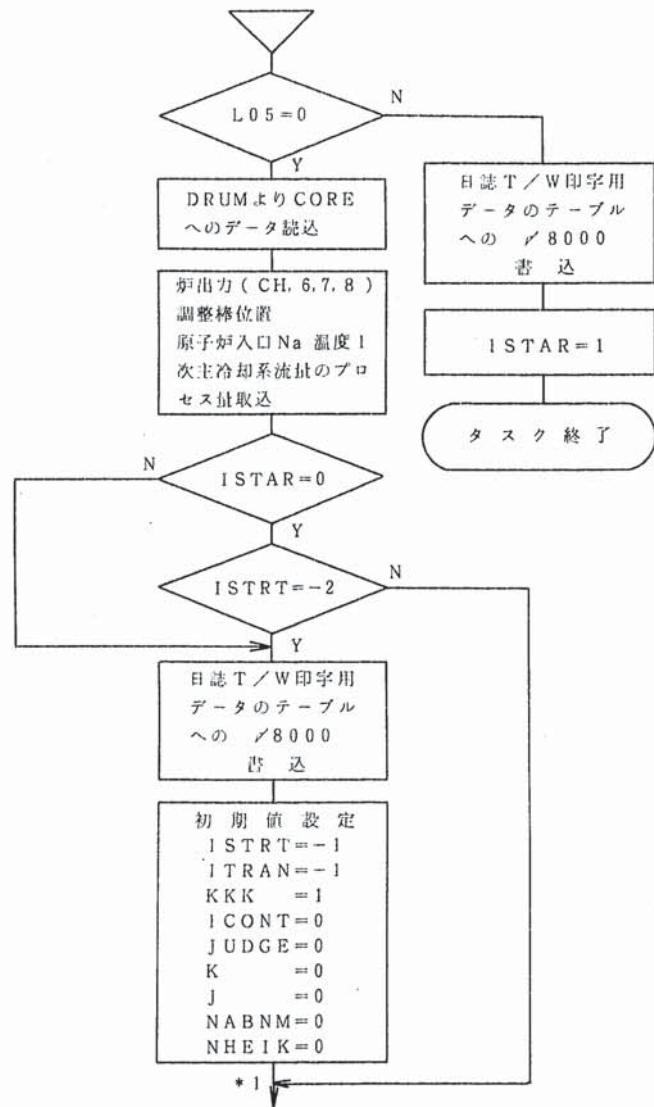 L05=0
N
Y
DRUMよりCORE
へのデータ読込
日誌T/W印字用
データのテーブル
への 〆8000
書 込
炉出力(CH,6,7,8)
調整棒位置
原子炉入口Na温度1
次主冷却系流量のプロ
セス量取込
ISTAR=1
タスク終了
N
ISTAR=0
Y
ISTRT=-2
N
Y
日誌T/W印字用
データのテーブル
への 〆8000
書 込
初期値設定
ISTRT=-1
ITRAN=-1
KKK =1
ICONT=0
JUDGE=0
K =0
J =0
NABNM=0
NHEIK=0
*1